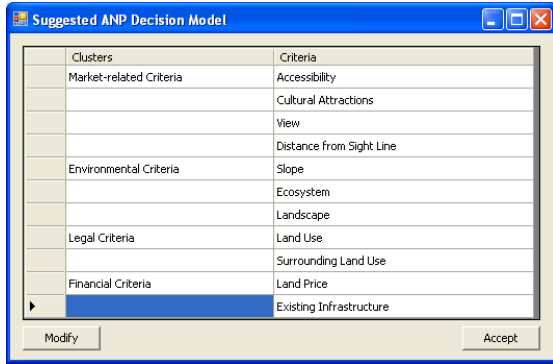 Suggested ANP Decision Model
Clusters Criteria
Market-related Criteria Accessibility
Cultural Attractions
View
Distance from Sight Line
Environmental Criteria Slope
Ecosystem
Landscape
Legal Criteria Land Use
Surrounding Land Use
Financial Criteria Land Price
Existing Infrastructure
Modify Accept